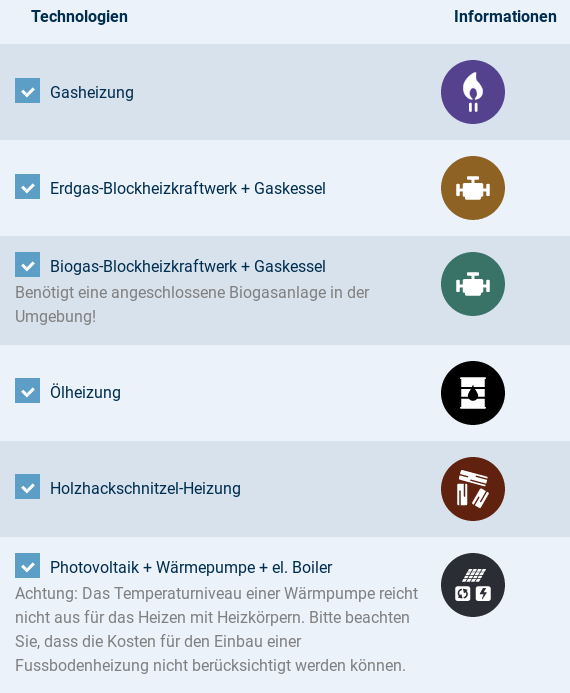 Technologien Informationen
Gasheizung
Erdgas-Blockheizkraftwerk + Gaskessel
Biogas-Blockheizkraftwerk + Gaskessel
Benötigt eine angeschlossene Biogasanlage in der
Umgebung!
Ölheizung
Holzhackschnitzel-Heizung
Photovoltaik + Wärmepumpe + el. Boiler
Achtung: Das Temperaturniveau einer Wärmpumpe reicht
nicht aus für das Heizen mit Heizkörpern. Bitte beachten
Sie, dass die Kosten für den Einbau einer
Fussbodenheizung nicht berücksichtigt werden können.